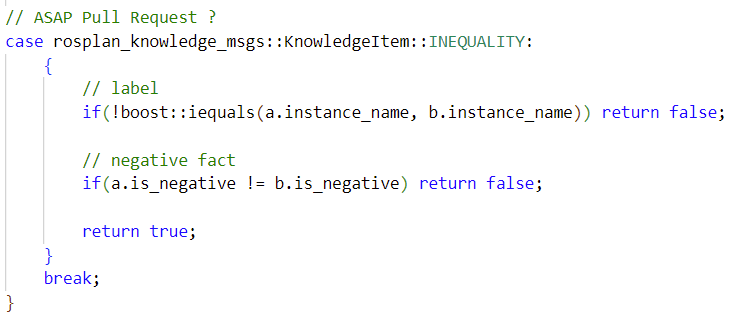 // ASAP Pull Request ?
case rosplan_knowledge_msgs::KnowledgeItem::INEQUALITY:
{
// label
if(!boost::iequals(a.instance_name, b.instance_name)) return false;
// negative fact
if(a.is_negative != b.is_negative) return false;
return true;
}
break;
}